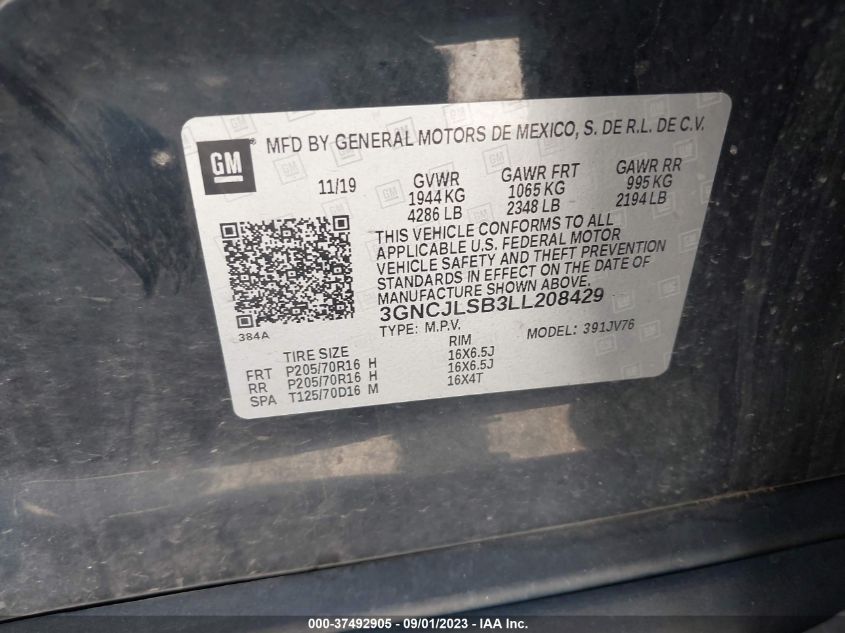 GM ®
MFD BY GENERAL MOTORS DE MEXICO, S. DE R.L. DE C.V.
11/19 GVWR GAWR FRT GAWR RR
1944 KG 1065 KG 995 KG
4286 LB 2348 LB 2194 LB
THIS VEHICLE CONFORMS TO ALL
APPLICABLE U.S. FEDERAL MOTOR
VEHICLE SAFETY AND THEFT PREVENTION
STANDARDS IN EFFECT ON THE DATE OF
MANUFACTURE SHOWN ABOVE.
3GNCJLSB3LL208429
384A TYPE: M.P.V. MODEL: 391JV76
TIRE SIZE RIM
FRT P205/70R16 H 16X6.5J
RR P205/70R16 H 16X6.5J
SPA T125/70D16 M 16X4T
000-37492905 - 09/01/2023 - IAA Inc.